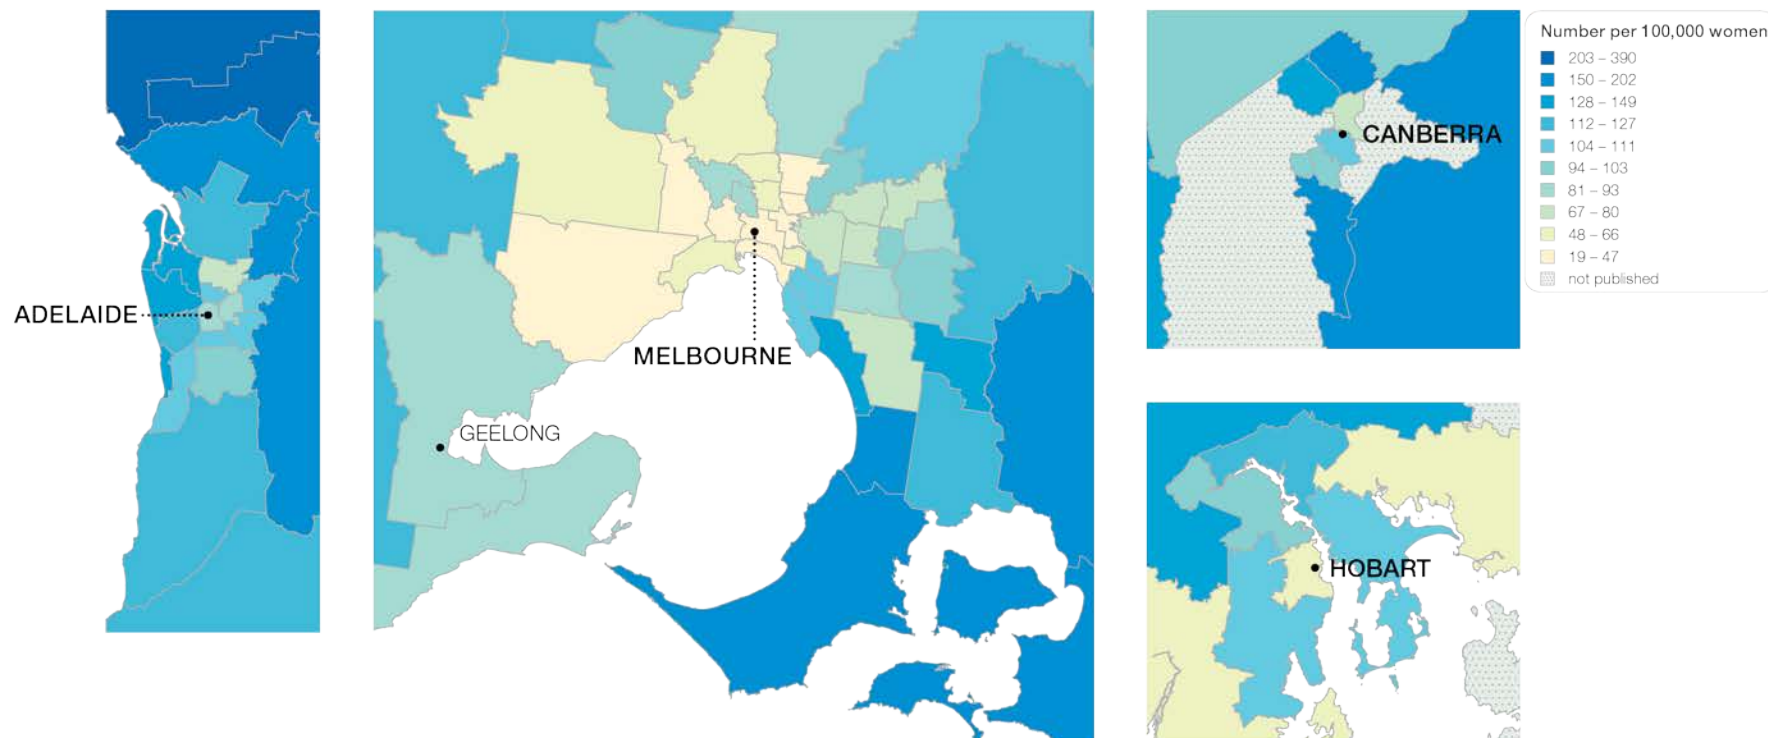 ADELAIDE
MELBOURNE
GEELONG
CANBERRA
HOBART
Number per 100,000 women
203 – 390
150 – 202
128 – 149
112 – 127
104 – 111
94 – 103
81 – 93
67 – 80
48 – 66
19 – 47
not published